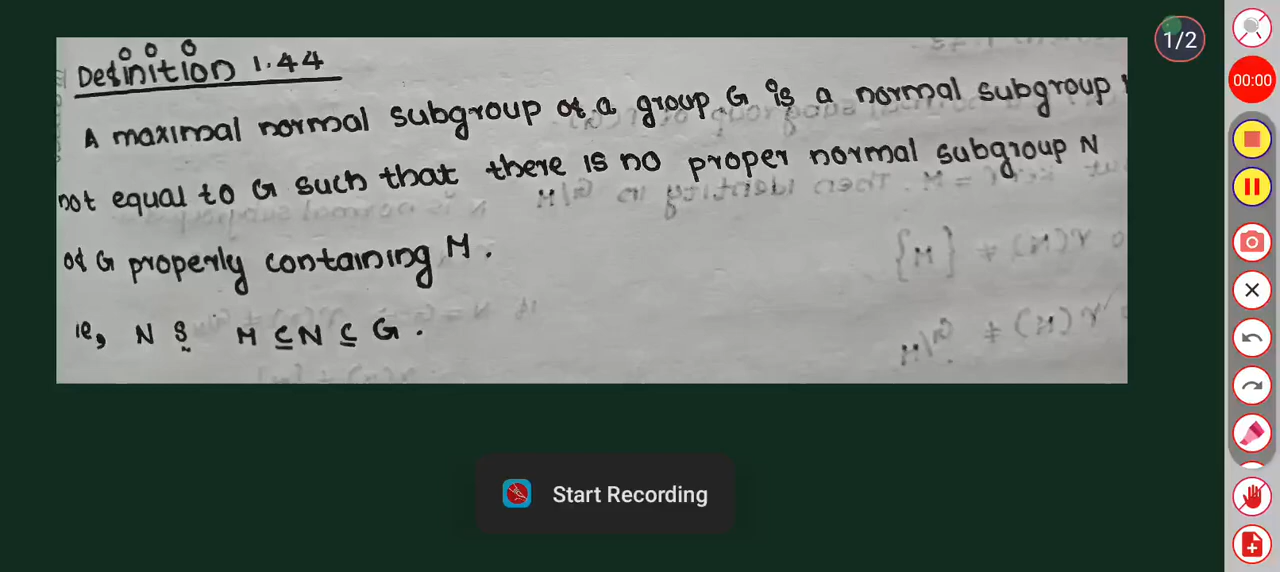 1/2
00:00
Definition 1.44
A maximal normal subgroup of a group G is a normal subgroup
not equal to G such that there is no proper normal subgroup N
of G properly containing M.
ie, N S M ⊆ N ⊆ G.
Start Recording